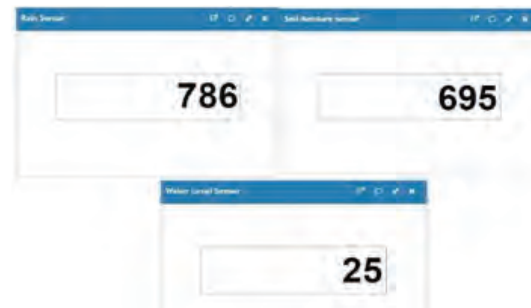 Rain Sensor
786
Soil Moisture sensor
695
Water Level Sensor
25